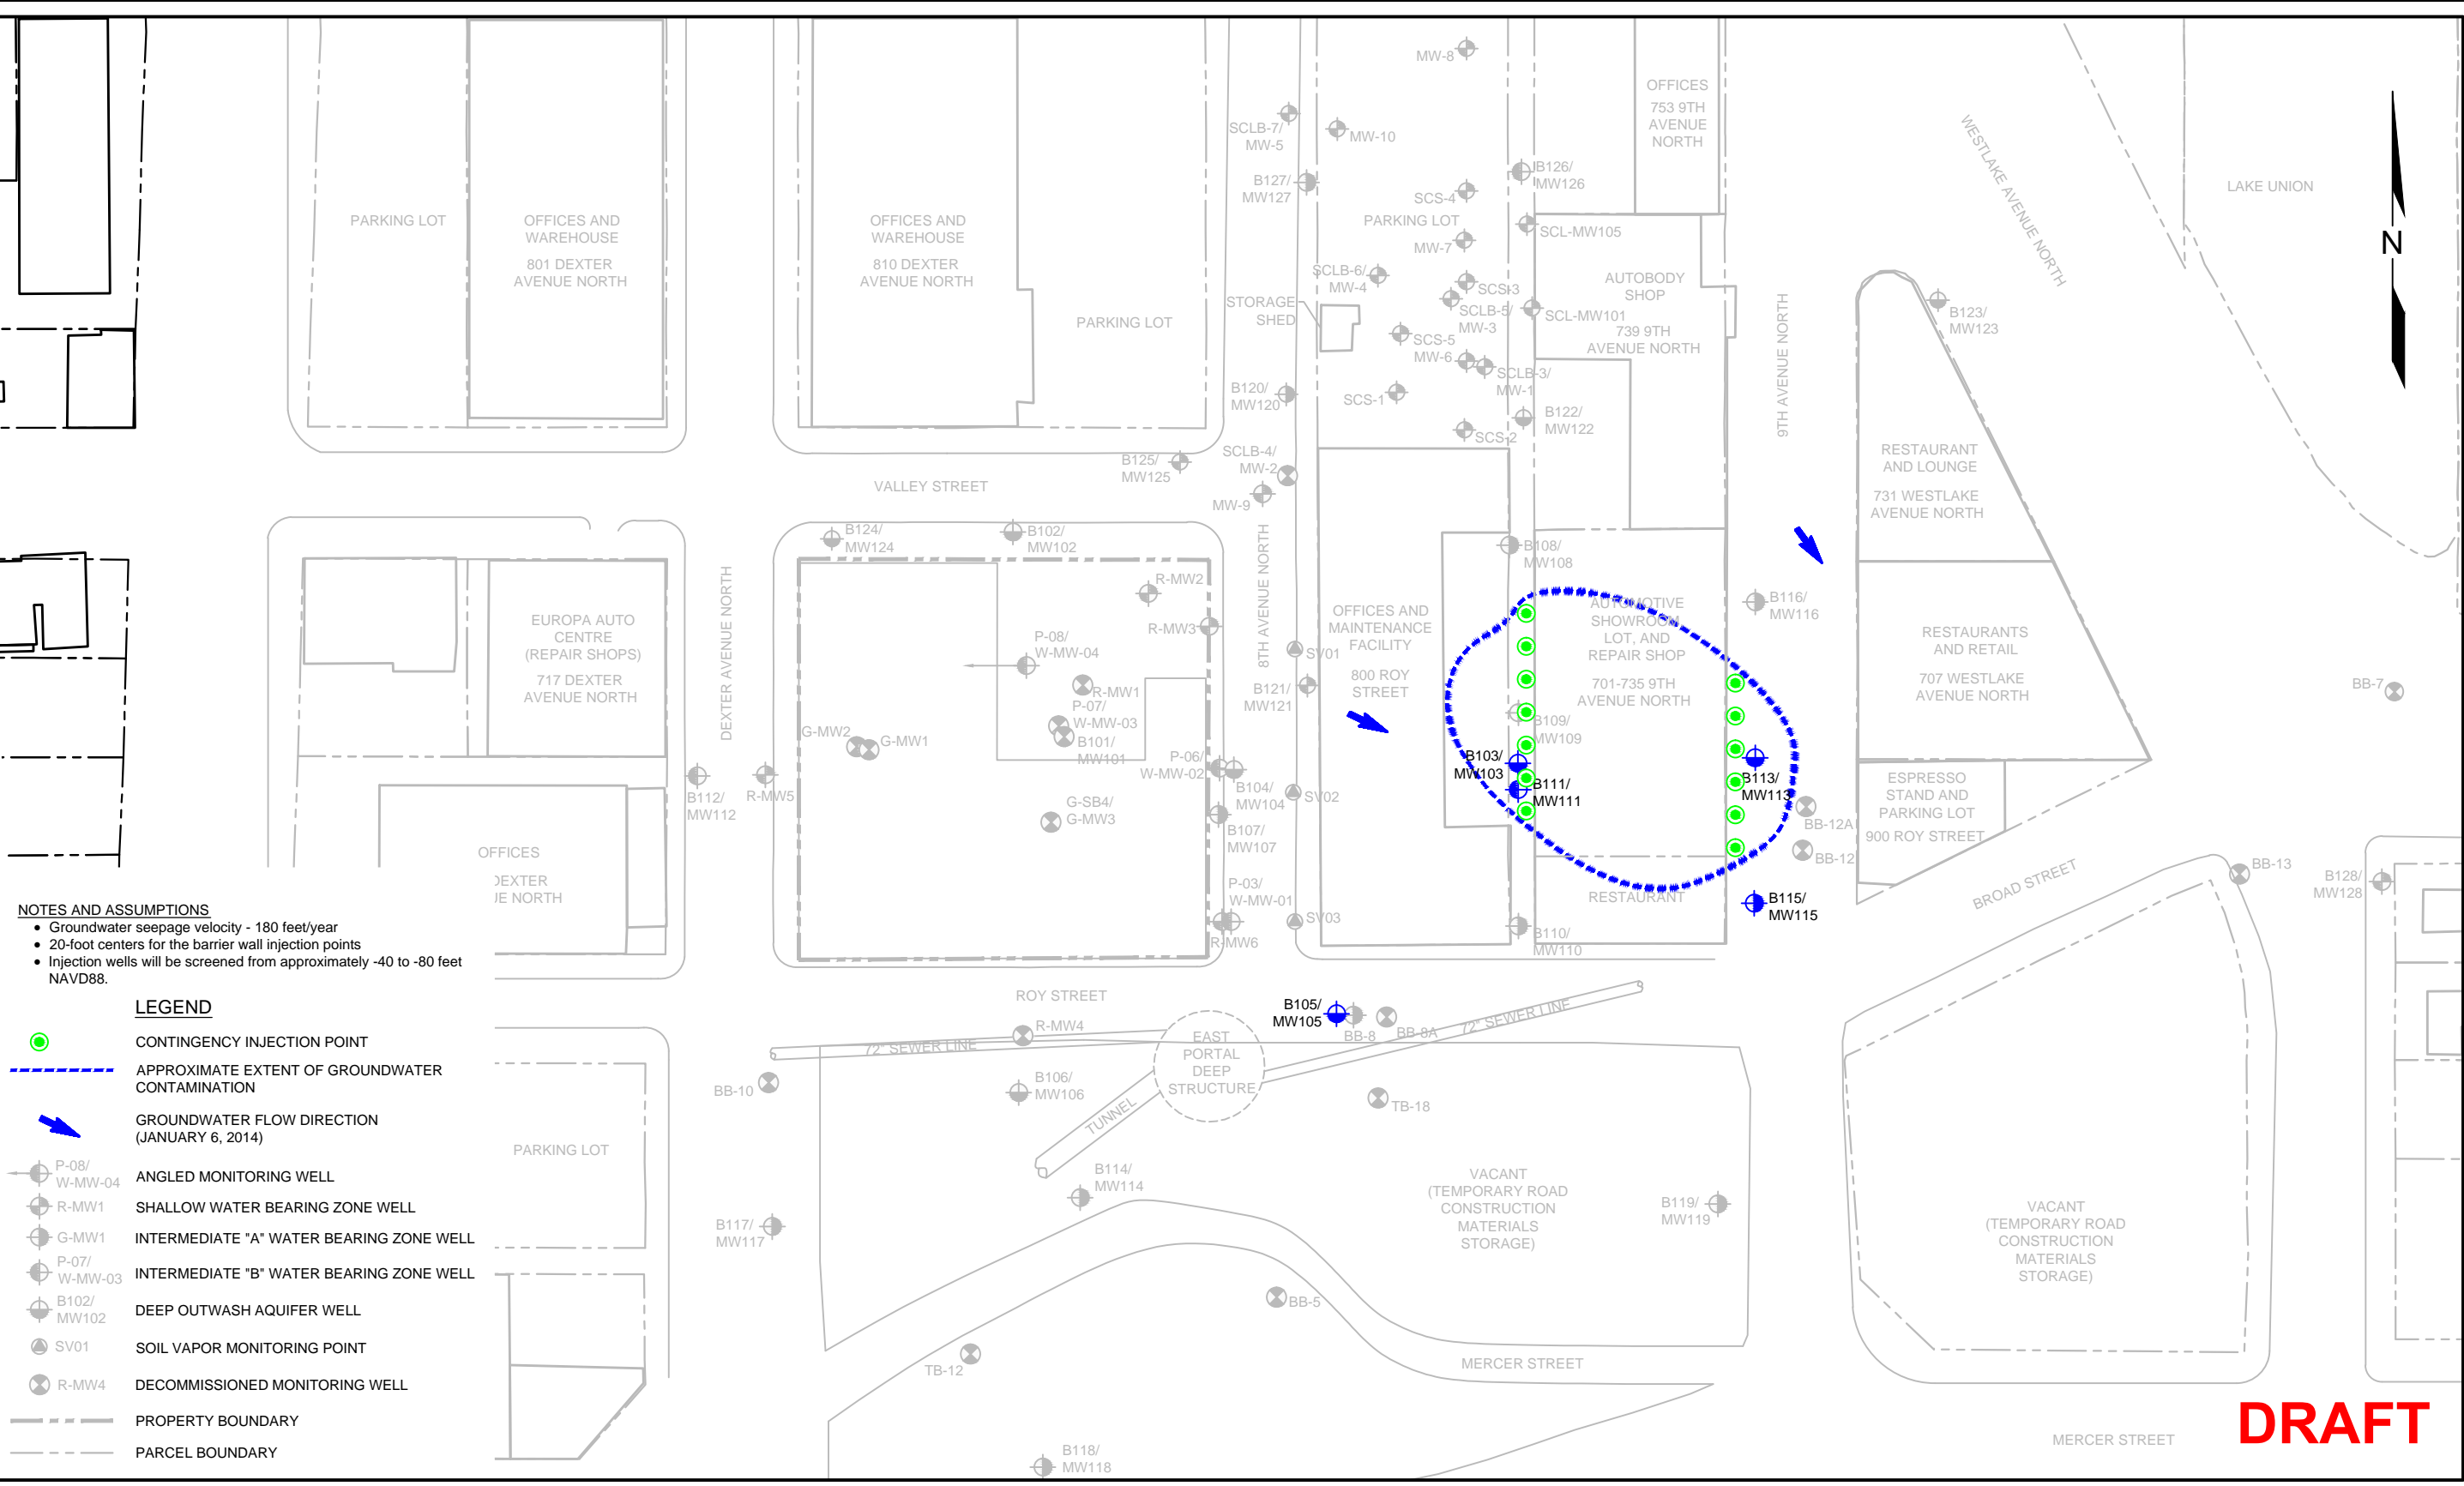 MW-8
OFFICES
753 9TH
AVENUE
NORTH
SCLB-7/
MW-5
MW-10
B127/
MW127
B126/
MW126
SCS-4
PARKING LOT
SCL-MW105
MW-7
SCLB-6/
MW-4
SCS-3
SCLB-5/
MW-3
STORAGE
SHED
SCL-MW101
AUTOBODY
SHOP
739 9TH
AVENUE NORTH
SCS-5
MW-6
SCLB-3/
MW-1
SCS-1
B120/
MW120
B122/
MW122
SCS-2
PARKING LOT
OFFICES AND
WAREHOUSE
801 DEXTER
AVENUE NORTH
OFFICES AND
WAREHOUSE
810 DEXTER
AVENUE NORTH
PARKING LOT
WESTLAKE AVENUE NORTH
LAKE UNION
N
9TH AVENUE NORTH
B123/
MW123
RESTAURANT
AND LOUNGE
731 WESTLAKE
AVENUE NORTH
B125/
MW125
SCLB-4/
MW-2
MW-9
VALLEY STREET
B124/
MW124
B102/
MW102
8TH AVENUE NORTH
B108/
MW108
R-MW2
R-MW3
DEXTER AVENUE NORTH
EUROPA AUTO
CENTRE
(REPAIR SHOPS)
717 DEXTER
AVENUE NORTH
P-08/
W-MW-04
R-MW1
P-07/
W-MW-03
B101/
MW101
G-MW2
G-MW1
G-SB4/
G-MW3
SV01
B121/
MW121
OFFICES AND
MAINTENANCE
FACILITY
800 ROY
STREET
AUTOMOTIVE
SHOWROOM
LOT, AND
REPAIR SHOP
701-735 9TH
AVENUE NORTH
B116/
MW116
RESTAURANTS
AND RETAIL
707 WESTLAKE
AVENUE NORTH
BB-7
B109/
MW109
B103/
MW103
B111/
MW111
B113/
MW113
P-06/
W-MW-02
B104/
MW104
SV02
B107/
MW107
B112/
MW112
R-MW5
BB-12A
BB-12
ESPRESSO
STAND AND
PARKING LOT
900 ROY STREET
BROAD STREET
BB-13
B128/
MW128
OFFICES
DEXTER
UE NORTH
P-03/
W-MW-01
R-MW6
SV03
RESTAURANT
B110/
MW110
B115/
MW115
NOTES AND ASSUMPTIONS
• Groundwater seepage velocity - 180 feet/year
• 20-foot centers for the barrier wall injection points
• Injection wells will be screened from approximately -40 to -80 feet
NAVD88.
LEGEND
CONTINGENCY INJECTION POINT
APPROXIMATE EXTENT OF GROUNDWATER
CONTAMINATION
GROUNDWATER FLOW DIRECTION
(JANUARY 6, 2014)
P-08/
W-MW-04
ANGLED MONITORING WELL
R-MW1
SHALLOW WATER BEARING ZONE WELL
G-MW1
INTERMEDIATE "A" WATER BEARING ZONE WELL
P-07/
W-MW-03
INTERMEDIATE "B" WATER BEARING ZONE WELL
B102/
MW102
DEEP OUTWASH AQUIFER WELL
SV01
SOIL VAPOR MONITORING POINT
R-MW4
DECOMMISSIONED MONITORING WELL
PROPERTY BOUNDARY
PARCEL BOUNDARY
ROY STREET
R-MW4
72" SEWER LINE
EAST
PORTAL
DEEP
STRUCTURE
72" SEWER LINE
B105/
MW105
BB-8
BB-8A
BB-10
B106/
MW106
TUNNEL
TB-18
PARKING LOT
B114/
MW114
B117/
MW117
VACANT
(TEMPORARY ROAD
CONSTRUCTION
MATERIALS
STORAGE)
B119/
MW119
VACANT
(TEMPORARY ROAD
CONSTRUCTION
MATERIALS
STORAGE)
BB-5
TB-12
MERCER STREET
B118/
MW118
MERCER STREET
DRAFT